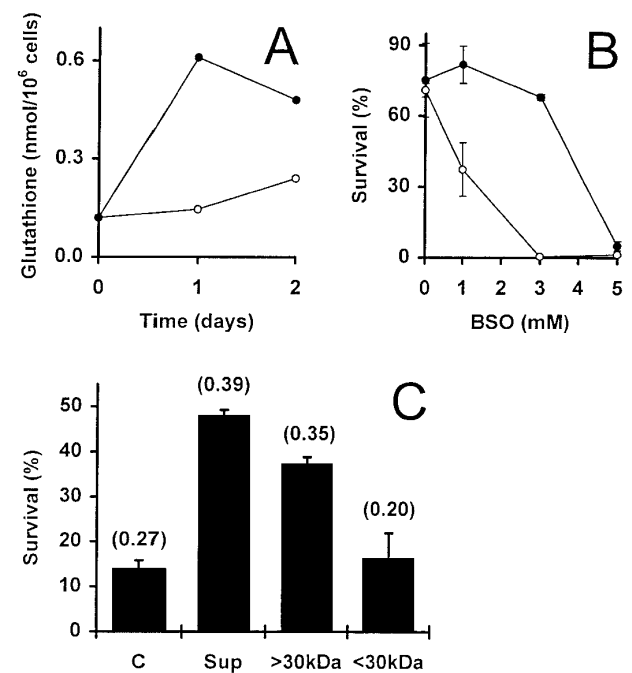 A
Glutathione (nmol/10⁶ cells)
0.6
0.3
0.0
0 1 2
Time (days)
B
Survival (%)
90
60
30
0
0 1 2 3 4 5
BSO (mM)
C
Survival (%)
50
40
30
20
10
0
(0.27) (0.39) (0.35) (0.20)
C Sup >30kDa <30kDa